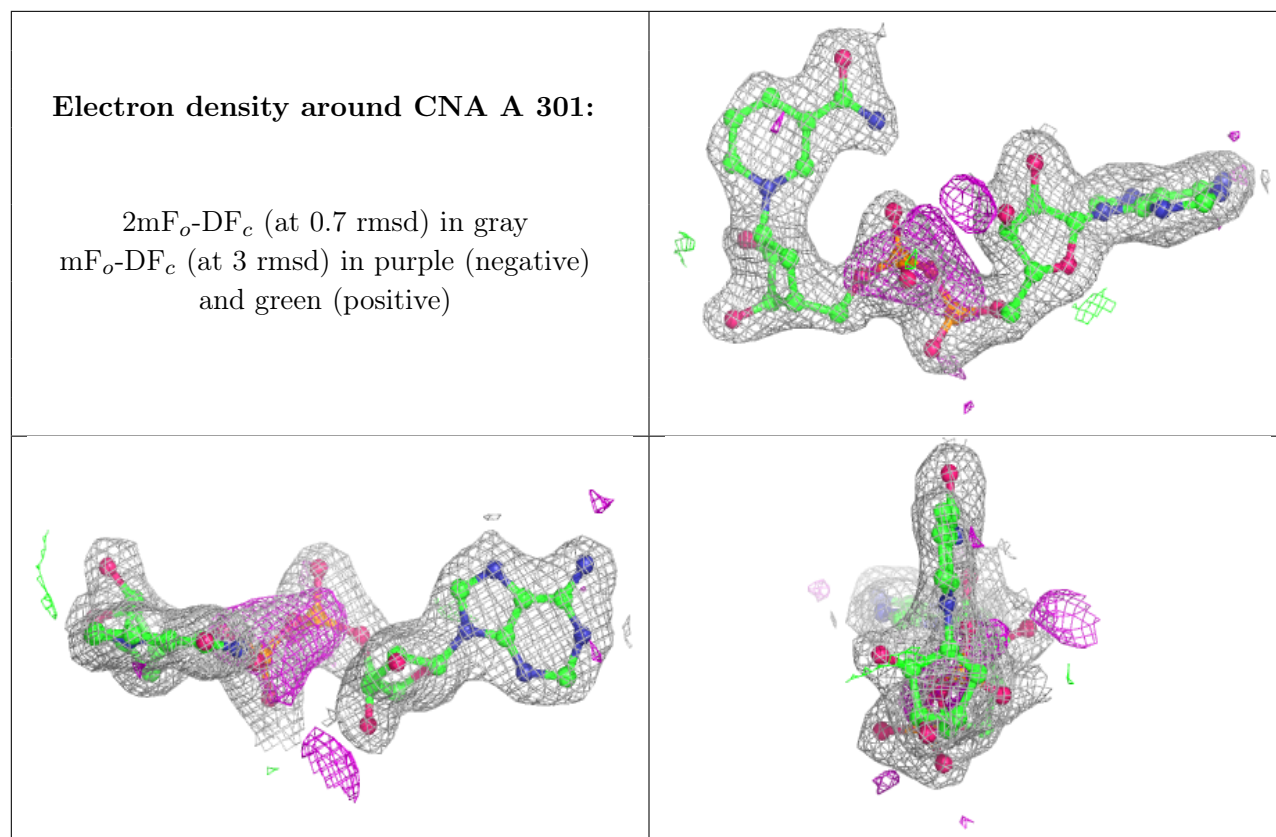 Electron density around CNA A 301:
2mFo-DFc (at 0.7 rmsd) in gray
mFo-DFc (at 3 rmsd) in purple (negative)
and green (positive)